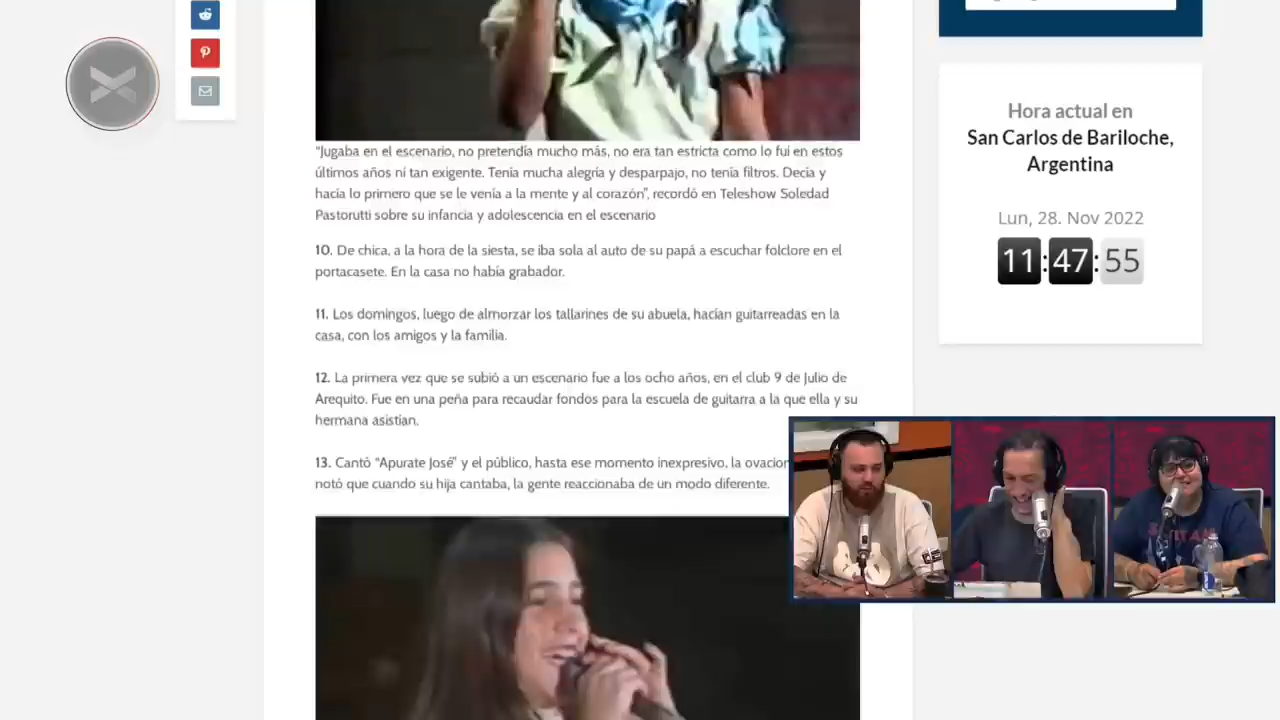 “Jugaba en el escenario, no pretendía mucho más, no era tan estricta como lo fui en estos
últimos años ni tan exigente. Tenía mucha alegría y desparpajo, no tenía filtros. Decía y
hacía lo primero que se le venía a la mente y al corazón”, recordó en Teleshow Soledad
Pastorutti sobre su infancia y adolescencia en el escenario
10. De chica, a la hora de la siesta, se iba sola al auto de su papá a escuchar folclore en el
portacasete. En la casa no había grabador.
11. Los domingos, luego de almorzar los tallarines de su abuela, hacían guitarreadas en la
casa, con los amigos y la familia.
12. La primera vez que se subió a un escenario fue a los ocho años, en el club 9 de Julio de
Arequito. Fue en una peña para recaudar fondos para la escuela de guitarra a la que ella y su
hermana asistían.
13. Cantó “Apurate José” y el público, hasta ese momento inexpresivo, la ovacion
notó que cuando su hija cantaba, la gente reaccionaba de un modo diferente.
Hora actual en
San Carlos de Bariloche,
Argentina
Lun, 28. Nov 2022
11:47:55